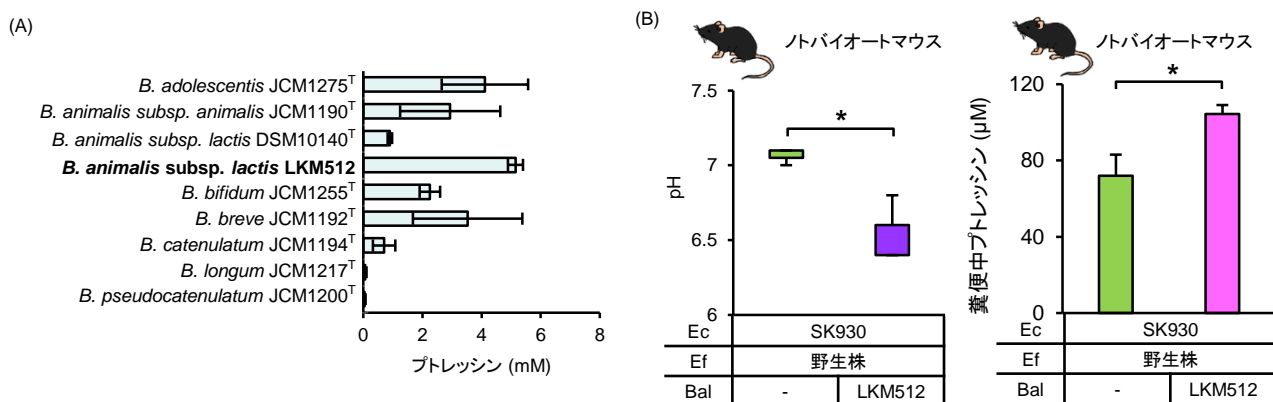 (A)
B. adolescentis JCM1275T
B. animalis subsp. animalis JCM1190T
B. animalis subsp. lactis DSM10140T
B. animalis subsp. lactis LKM512
B. bifidum JCM1255T
B. breve JCM1192T
B. catenulatum JCM1194T
B. longum JCM1217T
B. pseudocatenulatum JCM1200T
0 2 4 6 8
プトレッシン (mM)
(B)
ノトバイオートマウス
7.5
7
6.5
6
pH
*
Ec SK930
Ef 野生株
Bal - LKM512
ノトバイオートマウス
120
80
40
0
糞便中プトレッシン (μM)
*
Ec SK930
Ef 野生株
Bal - LKM512